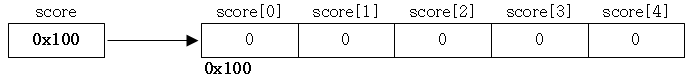 score score[0] score[1] score[2] score[3] score[4]
0x100 0 0 0 0 0
0x100